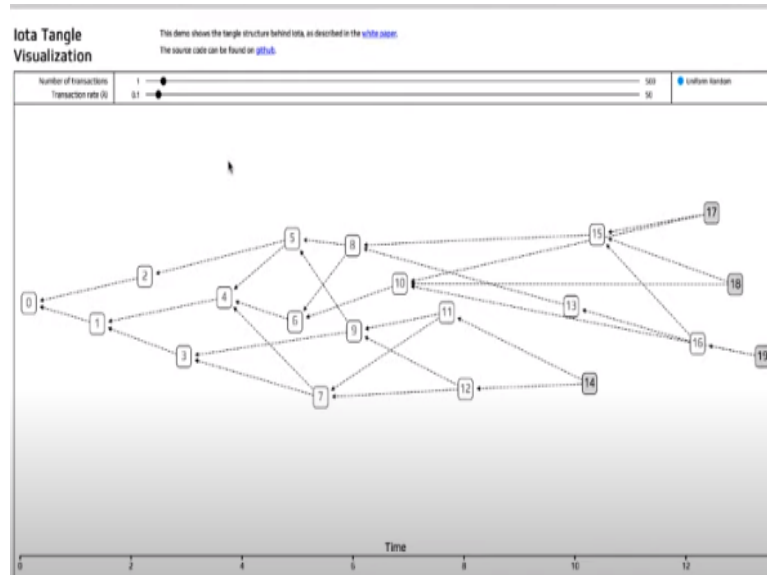 Iota Tangle
Visualization
This demo shows the tangle structure behind Iota, as described in the white paper.
The source code can be found on github.
Number of transactions 1 500 Uniform Random
Transaction rate (λ) 0.1 50
17
5
15
8
2
10
18
0
4
13
11
1
6
9
16
3
19
14
12
7
Time
0 2 4 6 8 10 12